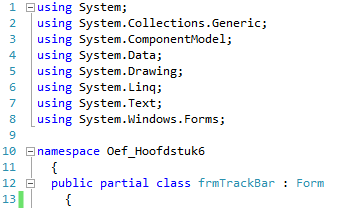 1 using System;
2 using System.Collections.Generic;
3 using System.ComponentModel;
4 using System.Data;
5 using System.Drawing;
6 using System.Linq;
7 using System.Text;
8 using System.Windows.Forms;
9
10 namespace Oef_Hoofdstuk6
11 {
12 public partial class frmTrackBar : Form
13 {